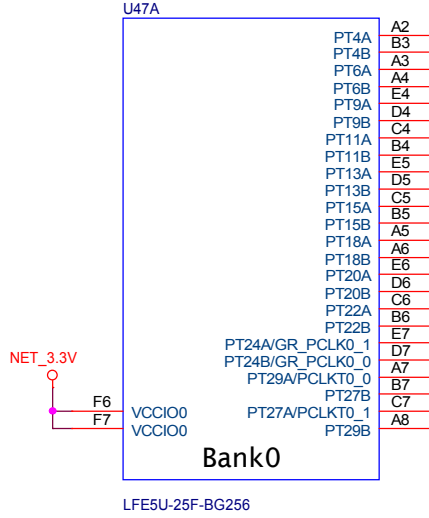 U47A
PT4A A2
PT4B B3
PT6A A3
PT6B A4
PT9A E4
PT9B D4
PT11A C4
PT11B B4
PT13A E5
PT13B D5
PT15A C5
PT15B B5
PT18A A5
PT18B A6
PT20A E6
PT20B D6
PT22A C6
PT22B B6
PT24A/GR_PCLK0_1 E7
NET_3.3V PT24B/GR_PCLK0_0 D7
PT29A/PCLKT0_0 A7
PT27B B7
F6 VCCIO0 PT27A/PCLKT0_1 C7
F7 VCCIO0 PT29B A8
Bank0
LFE5U-25F-BG256